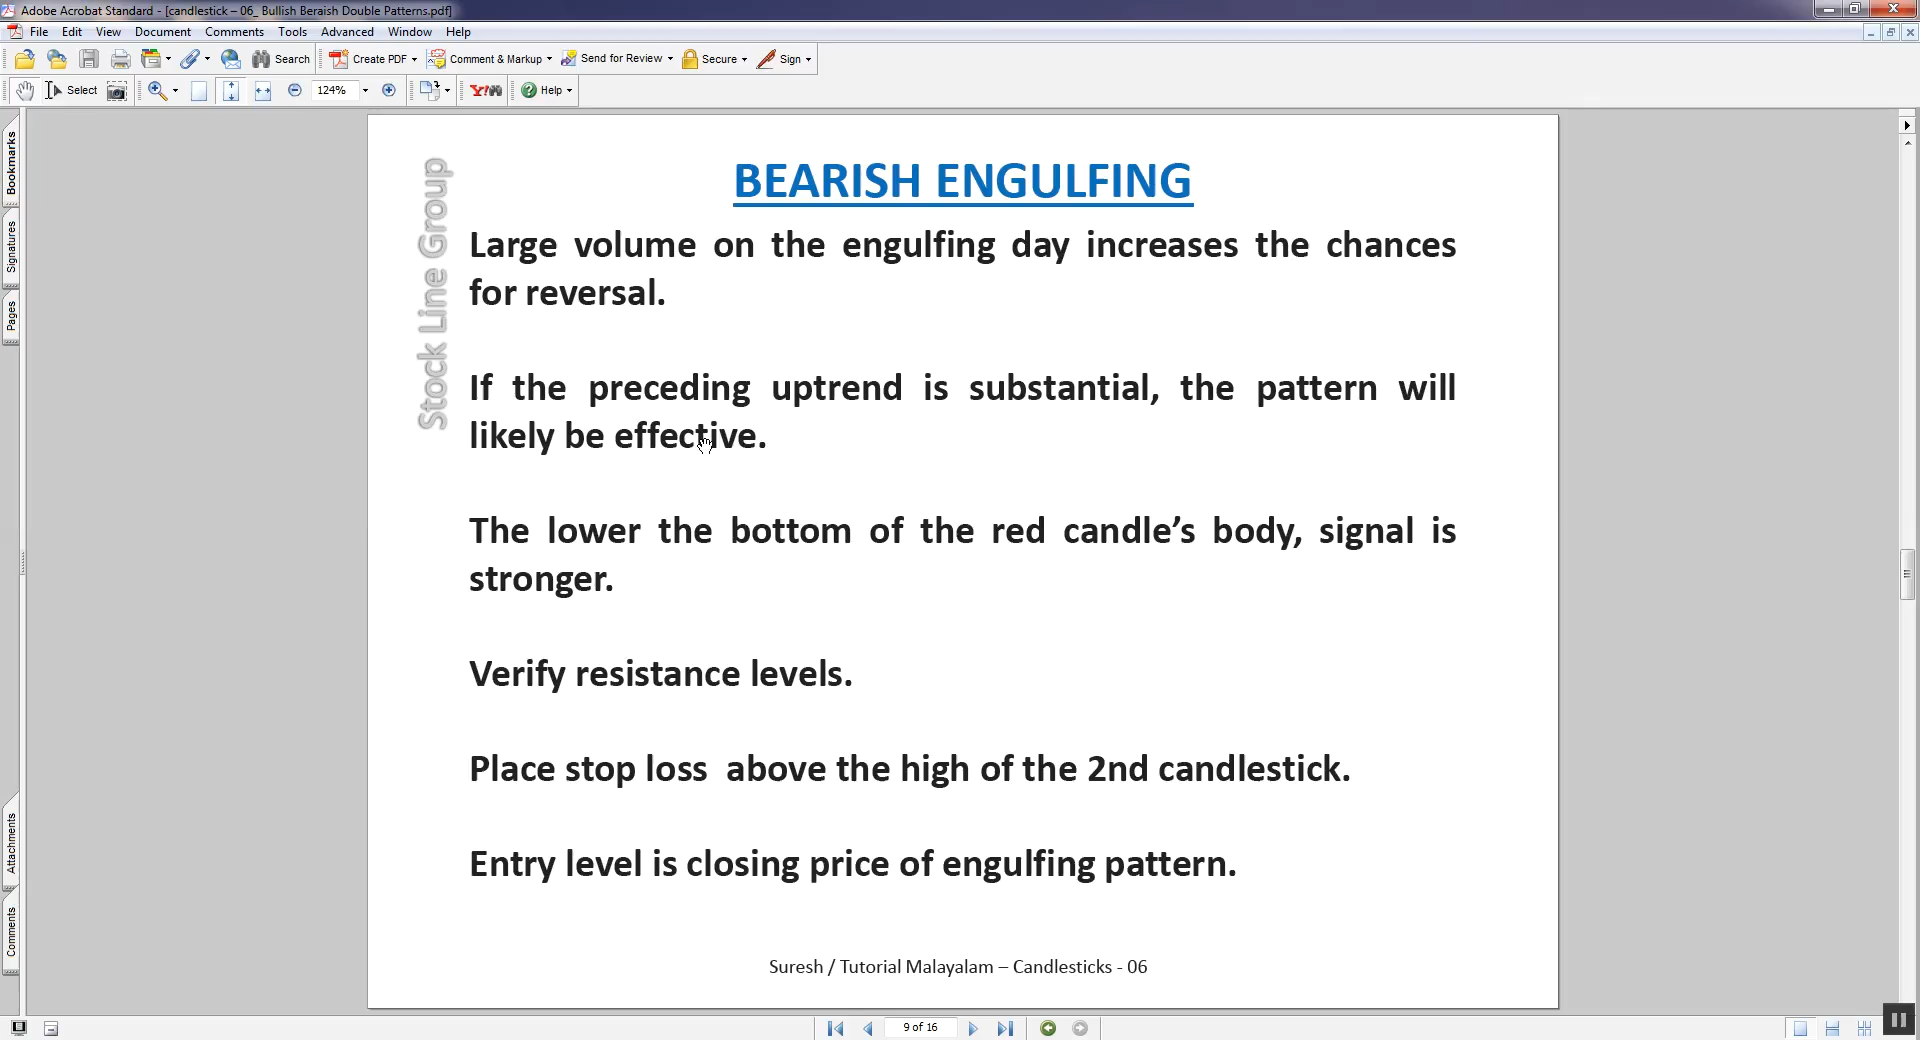 Adobe Acrobat Standard - [candlestick – 06_ Bullish Beraish Double Patterns.pdf]
File Edit View Document Comments Tools Advanced Window Help
Search Create PDF Comment & Markup Send for Review Secure Sign
Select 124% Y! Help
Bookmarks
Signatures
Pages
Attachments
Comments
Stock Line Group
BEARISH ENGULFING
Large volume on the engulfing day increases the chances
for reversal.
If the preceding uptrend is substantial, the pattern will
likely be effective.
The lower the bottom of the red candle’s body, signal is
stronger.
Verify resistance levels.
Place stop loss  above the high of the 2nd candlestick.
Entry level is closing price of engulfing pattern.
Suresh / Tutorial Malayalam – Candlesticks - 06
9 of 16